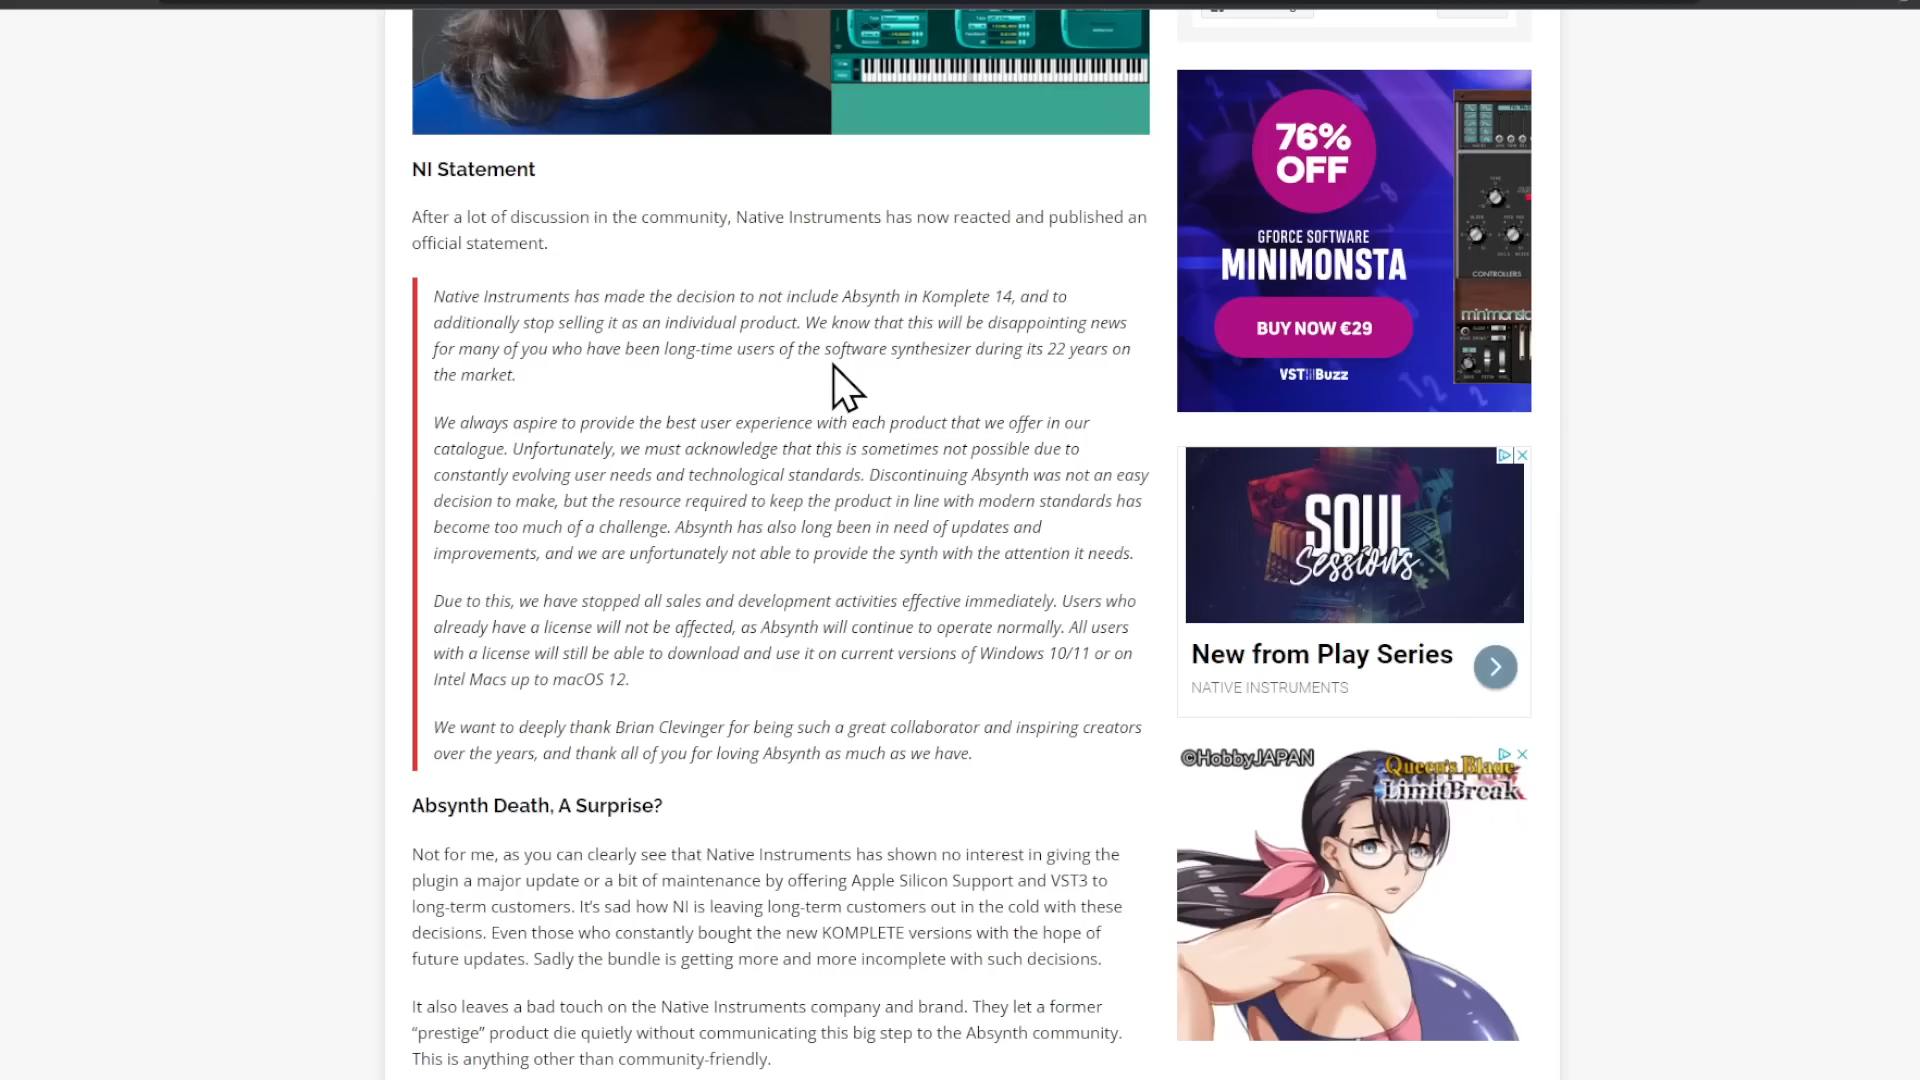 NI Statement
After a lot of discussion in the community, Native Instruments has now reacted and published an
official statement.
Native Instruments has made the decision to not include Absynth in Komplete 14, and to
additionally stop selling it as an individual product. We know that this will be disappointing news
for many of you who have been long-time users of the software synthesizer during its 22 years on
the market.
We always aspire to provide the best user experience with each product that we offer in our
catalogue. Unfortunately, we must acknowledge that this is sometimes not possible due to
constantly evolving user needs and technological standards. Discontinuing Absynth was not an easy
decision to make, but the resource required to keep the product in line with modern standards has
become too much of a challenge. Absynth has also long been in need of updates and
improvements, and we are unfortunately not able to provide the synth with the attention it needs.
Due to this, we have stopped all sales and development activities effective immediately. Users who
already have a license will not be affected, as Absynth will continue to operate normally. All users
with a license will still be able to download and use it on current versions of Windows 10/11 or on
Intel Macs up to macOS 12.
We want to deeply thank Brian Clevinger for being such a great collaborator and inspiring creators
over the years, and thank all of you for loving Absynth as much as we have.
Absynth Death, A Surprise?
Not for me, as you can clearly see that Native Instruments has shown no interest in giving the
plugin a major update or a bit of maintenance by offering Apple Silicon Support and VST3 to
long-term customers. It's sad how NI is leaving long-term customers out in the cold with these
decisions. Even those who constantly bought the new KOMPLETE versions with the hope of
future updates. Sadly the bundle is getting more and more incomplete with such decisions.
It also leaves a bad touch on the Native Instruments company and brand. They let a former
“prestige” product die quietly without communicating this big step to the Absynth community.
This is anything other than community-friendly.
76%
OFF
GFORCE SOFTWARE
MINIMONSTA
BUY NOW €29
VSTBuzz
CONTROLLERS
minimonsta
SOUL
Sessions
New from Play Series
NATIVE INSTRUMENTS
©HobbyJAPAN
Queen's Blade
LimitBreak